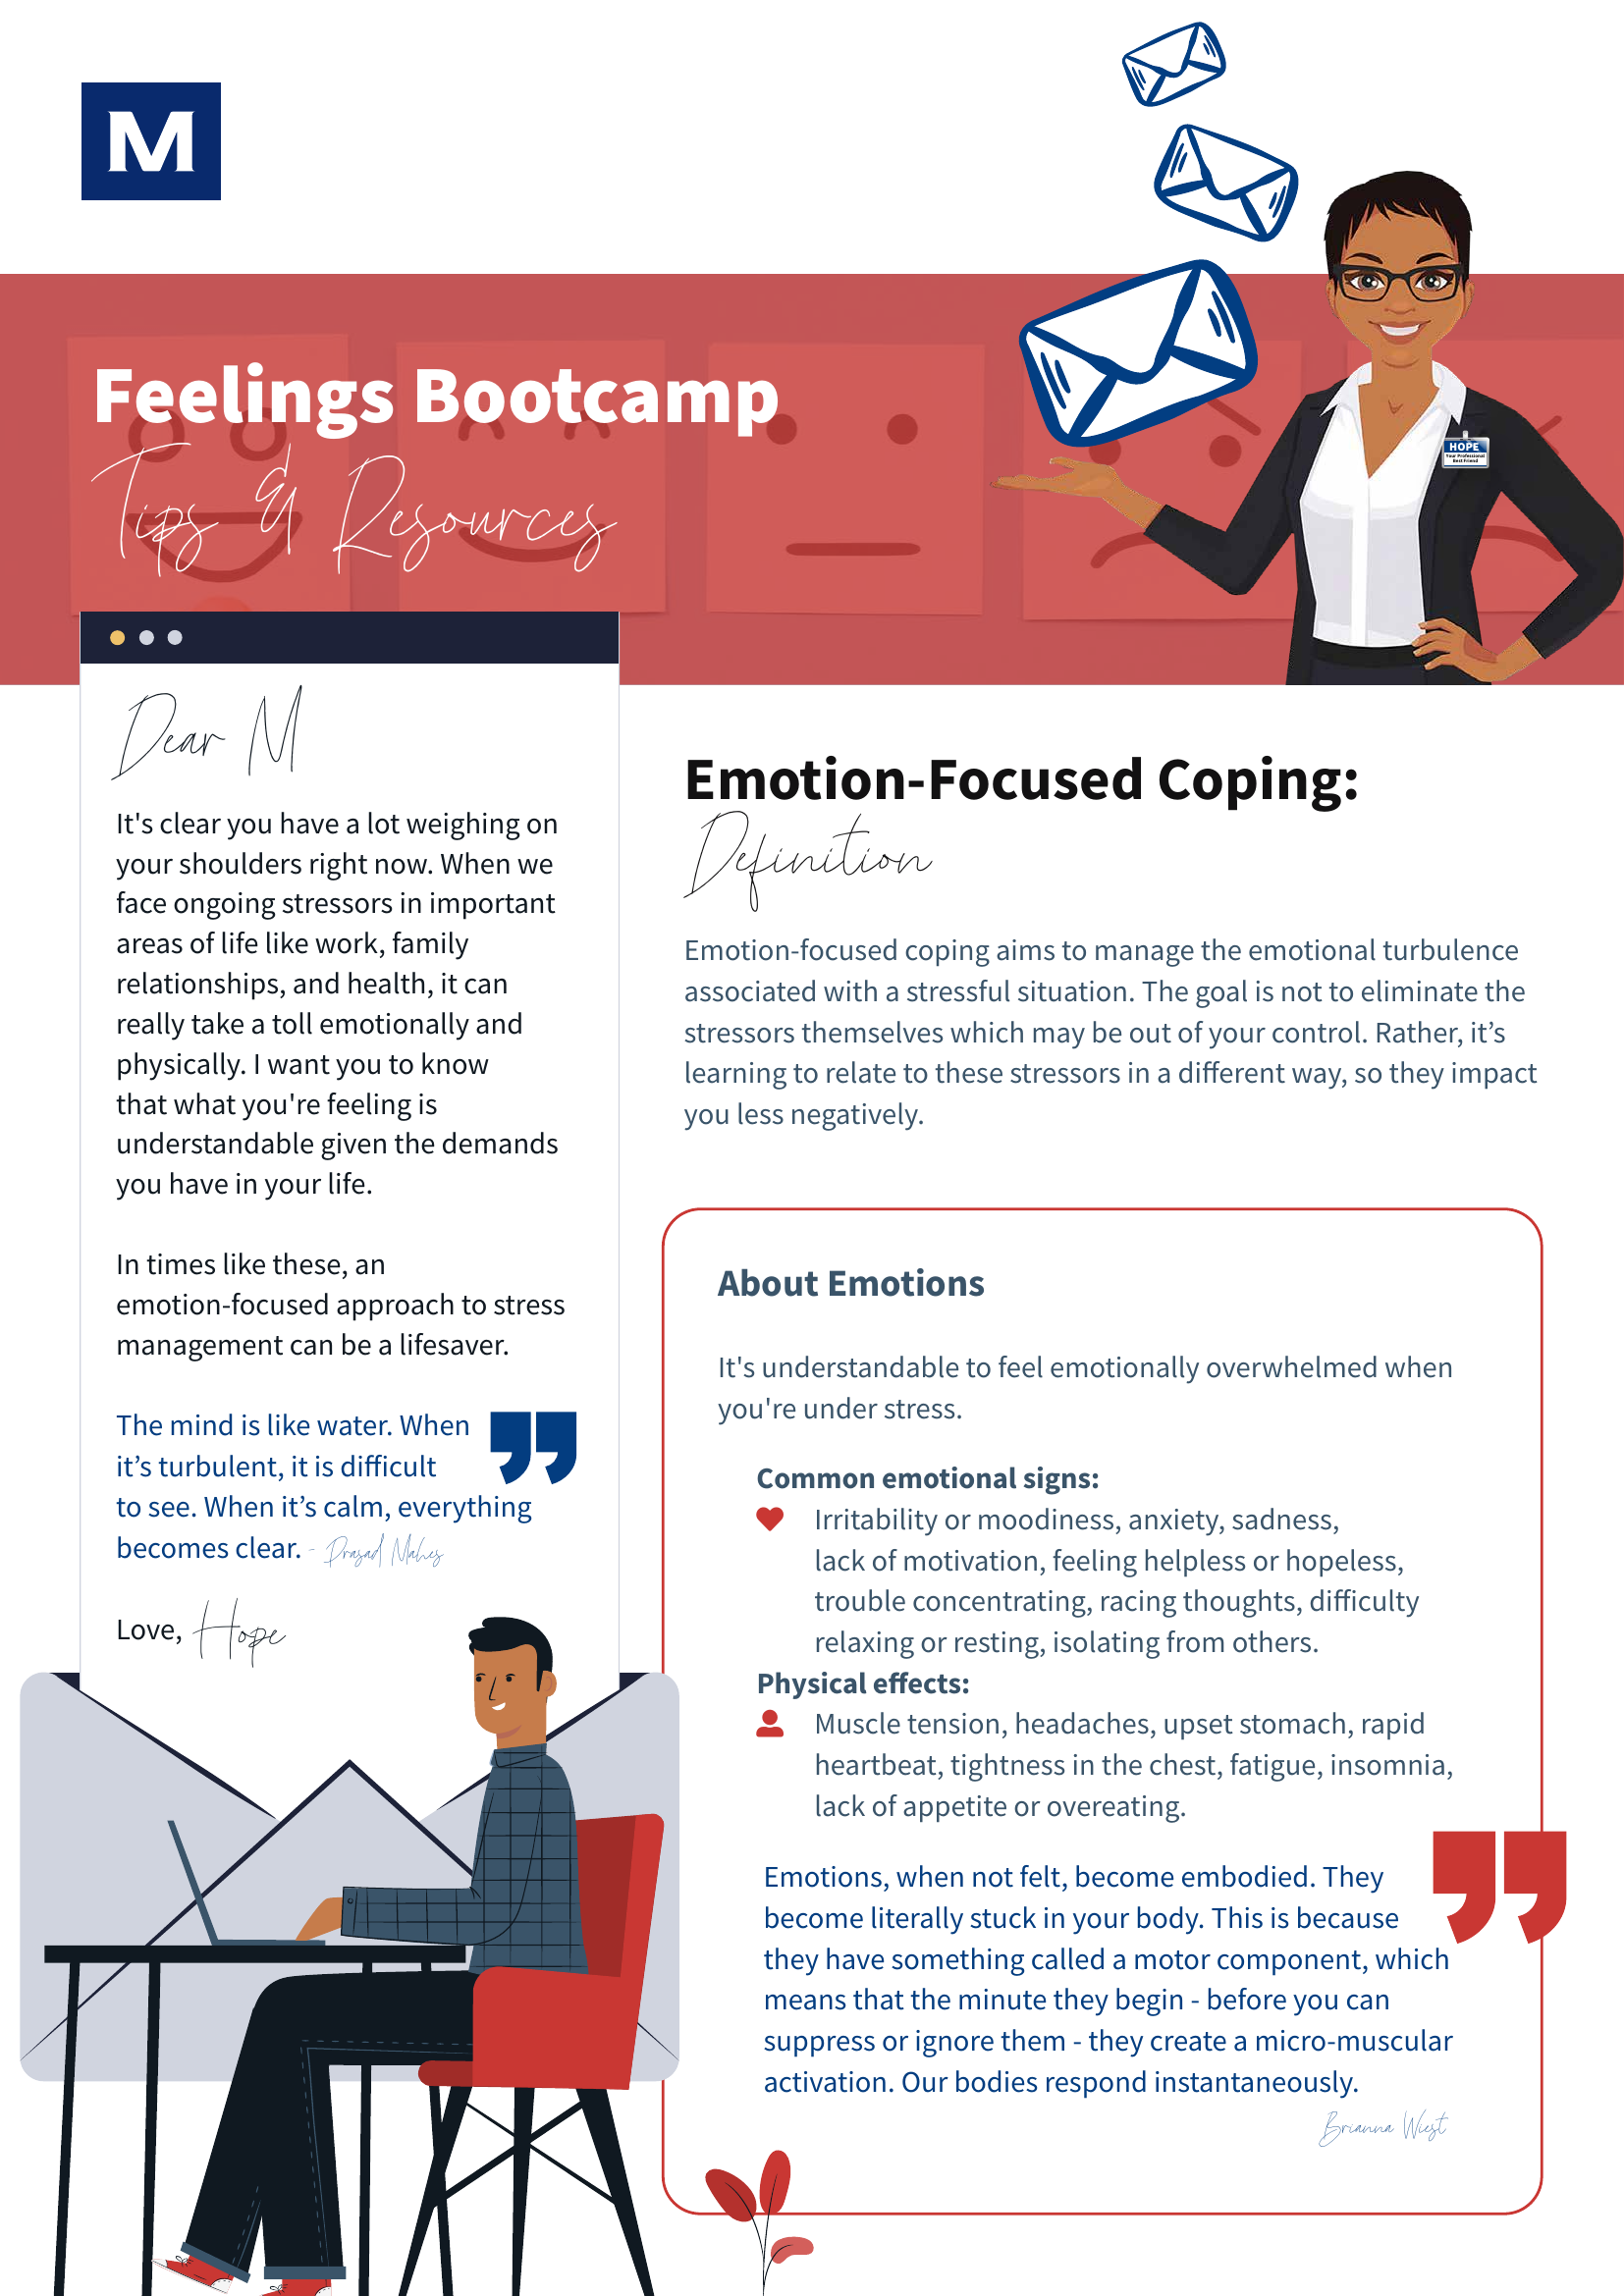 M
HOPE
Your Professional
Best Friend
Feelings Bootcamp
Tips & Resources
Dear M
It's clear you have a lot weighing on
your shoulders right now. When we
face ongoing stressors in important
areas of life like work, family
relationships, and health, it can
really take a toll emotionally and
physically. I want you to know
that what you're feeling is
understandable given the demands
you have in your life.
In times like these, an
emotion-focused approach to stress
management can be a lifesaver.
The mind is like water. When
it’s turbulent, it is difficult
to see. When it’s calm, everything
becomes clear. - Prasad Mahes
Love, Hope
Emotion-Focused Coping:
Definition
Emotion-focused coping aims to manage the emotional turbulence
associated with a stressful situation. The goal is not to eliminate the
stressors themselves which may be out of your control. Rather, it’s
learning to relate to these stressors in a different way, so they impact
you less negatively.
About Emotions
It's understandable to feel emotionally overwhelmed when
you're under stress.
Common emotional signs:
Irritability or moodiness, anxiety, sadness,
lack of motivation, feeling helpless or hopeless,
trouble concentrating, racing thoughts, difficulty
relaxing or resting, isolating from others.
Physical effects:
Muscle tension, headaches, upset stomach, rapid
heartbeat, tightness in the chest, fatigue, insomnia,
lack of appetite or overeating.
Emotions, when not felt, become embodied. They
become literally stuck in your body. This is because
they have something called a motor component, which
means that the minute they begin - before you can
suppress or ignore them - they create a micro-muscular
activation. Our bodies respond instantaneously.
Brianna Wiest